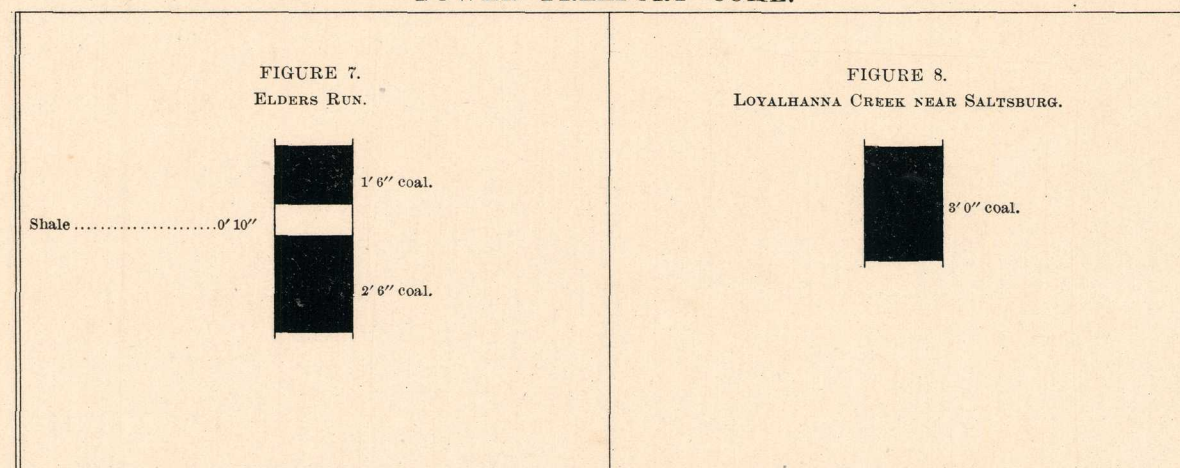 FIGURE 7.
ELDERS RUN.
1' 6" coal.
Shale ......................0' 10"
2' 6" coal.
FIGURE 8.
LOYALHANNA CREEK NEAR SALTSBURG.
3' 0" coal.